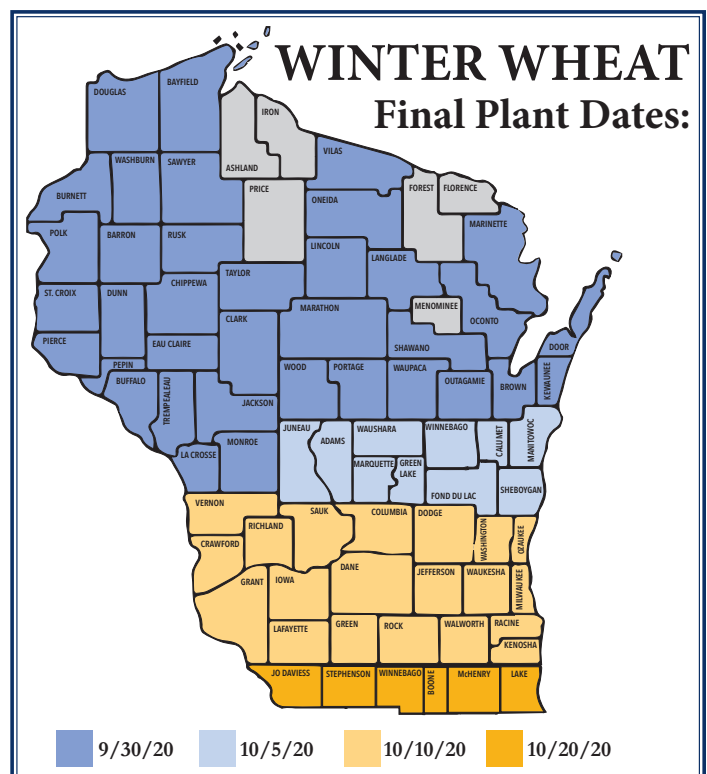 WINTER WHEAT
Final Plant Dates:
DOUGLAS
BAYFIELD
IRON
ASHLAND
VILAS
WASHBURN
SAWYER
PRICE
FOREST
FLORENCE
BURNETT
ONEIDA
MARINETTE
POLK
BARRON
RUSK
LINCOLN
LANGLADE
TAYLOR
CHIPPEWA
ST. CROIX
DUNN
MARATHON
MENOMINEE
CLARK
OCONTO
PIERCE
EAU CLAIRE
SHAWANO
DOOR
PEPIN
WOOD
PORTAGE
WAUPACA
BUFFALO
TREMPEALEAU
OUTAGAMIE
BROWN
KEWAUNEE
JACKSON
JUNEAU
ADAMS
WAUSHARA
WINNEBAGO
CALUMET
MANITOWOC
MONROE
LA CROSSE
MARQUETTE
GREEN
LAKE
FOND DU LAC
SHEBOYGAN
VERNON
SAUK
COLUMBIA
DODGE
RICHLAND
WASHINGTON
OZAUKEE
CRAWFORD
DANE
GRANT
IOWA
JEFFERSON
WAUKESHA
MILWAUKEE
LAFAYETTE
GREEN
ROCK
WALWORTH
RACINE
KENOSHA
JO DAVIESS
STEPHENSON
WINNEBAGO
BOONE
McHENRY
LAKE
9/30/20
10/5/20
10/10/20
10/20/20